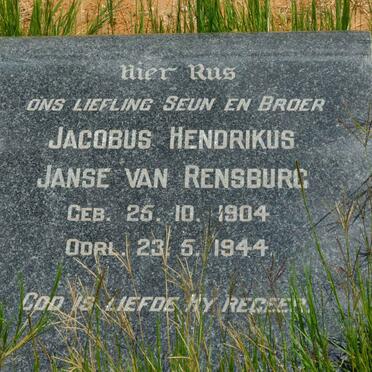 Hier Rus
ONS LIEFLING SEUN EN BROER
JACOBUS HENDRIKUS
JANSE VAN RENSBURG
GEB. 25. 10. 1904
OORL. 23. 5. 1944
GOD IS LIEFDE HY REGEER.